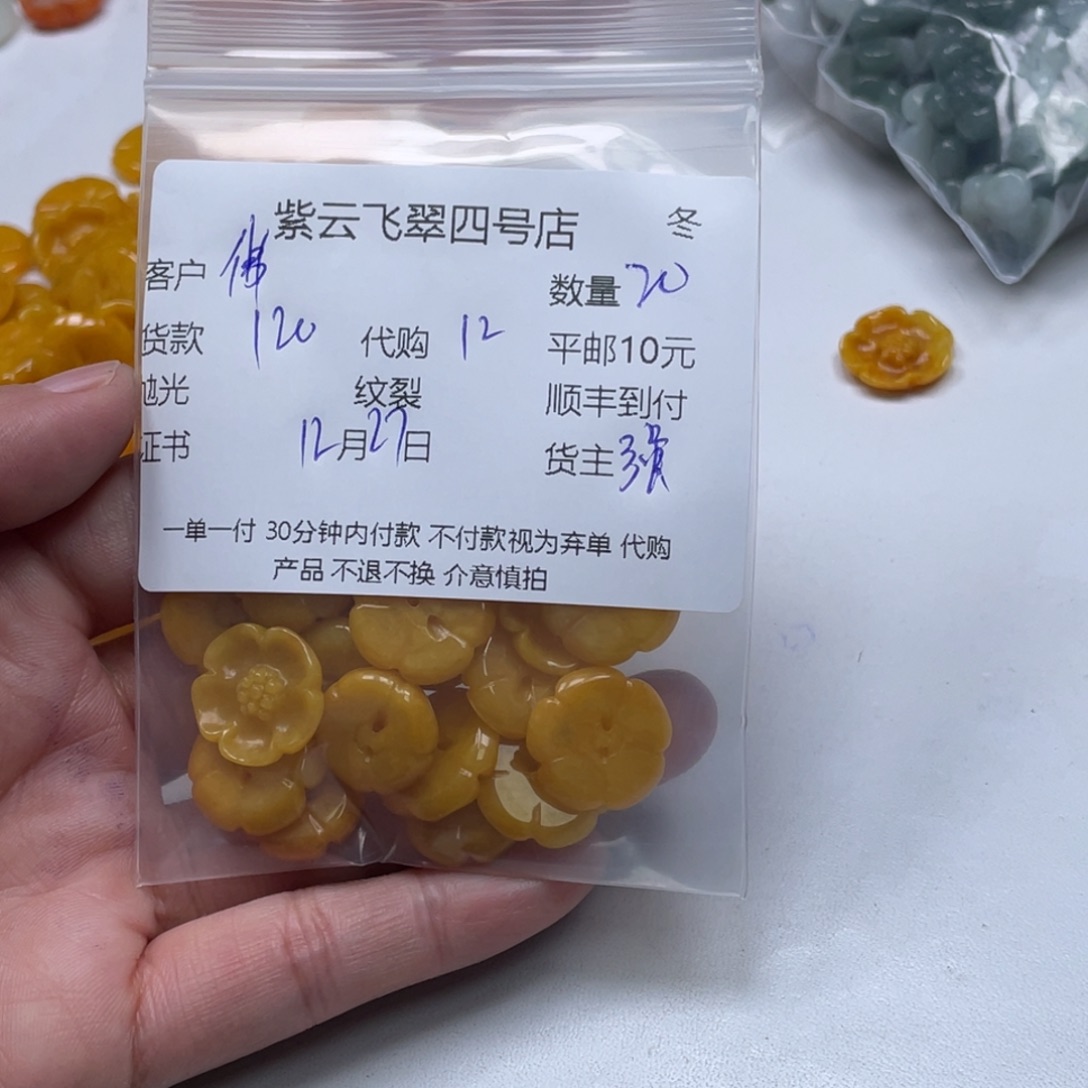 紫云飞翠四号店 冬
客户 佛 数量 20
货款 120 代购 12 平邮10元
抛光 纹裂 顺丰到付
证书 12月27日 货主
一单一付 30分钟内付款 不付款视为弃单 代购
产品 不退不换 介意慎拍